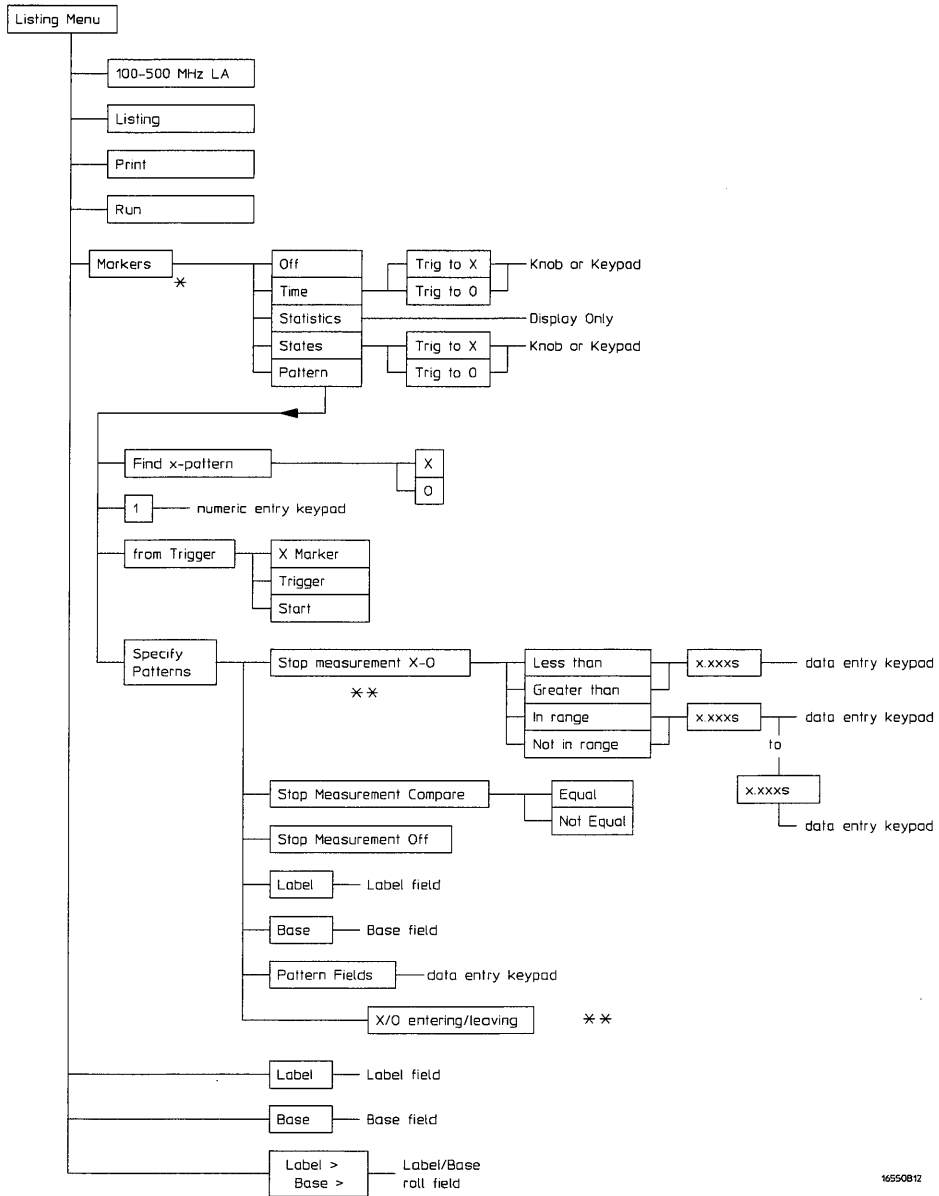 Listing Menu
100-500 MHz LA
Listing
Print
Run
Markers
*
Off
Time
Statistics
States
Pattern
Trig to X
Trig to O
Knob or Keypad
Display Only
Trig to X
Trig to O
Knob or Keypad
Find x-pattern
X
O
1
numeric entry keypad
from Trigger
X Marker
Trigger
Start
Specify
Patterns
Stop measurement X-O
**
Less than
Greater than
In range
Not in range
x.xxxs
data entry keypad
x.xxxs
data entry keypad
to
x.xxxs
data entry keypad
Stop Measurement Compare
Equal
Not Equal
Stop Measurement Off
Label
Label field
Base
Base field
Pattern Fields
data entry keypad
X/O entering/leaving
**
Label
Label field
Base
Base field
Label >
Base >
Label/Base
roll field
16550B12